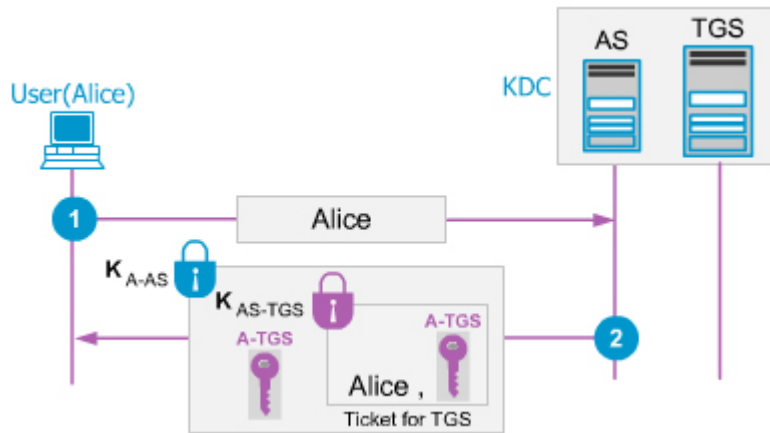 AS TGS
KDC
User(Alice)
1
Alice
K A-AS
K AS-TGS
A-TGS
A-TGS
2
Alice ,
Ticket for TGS